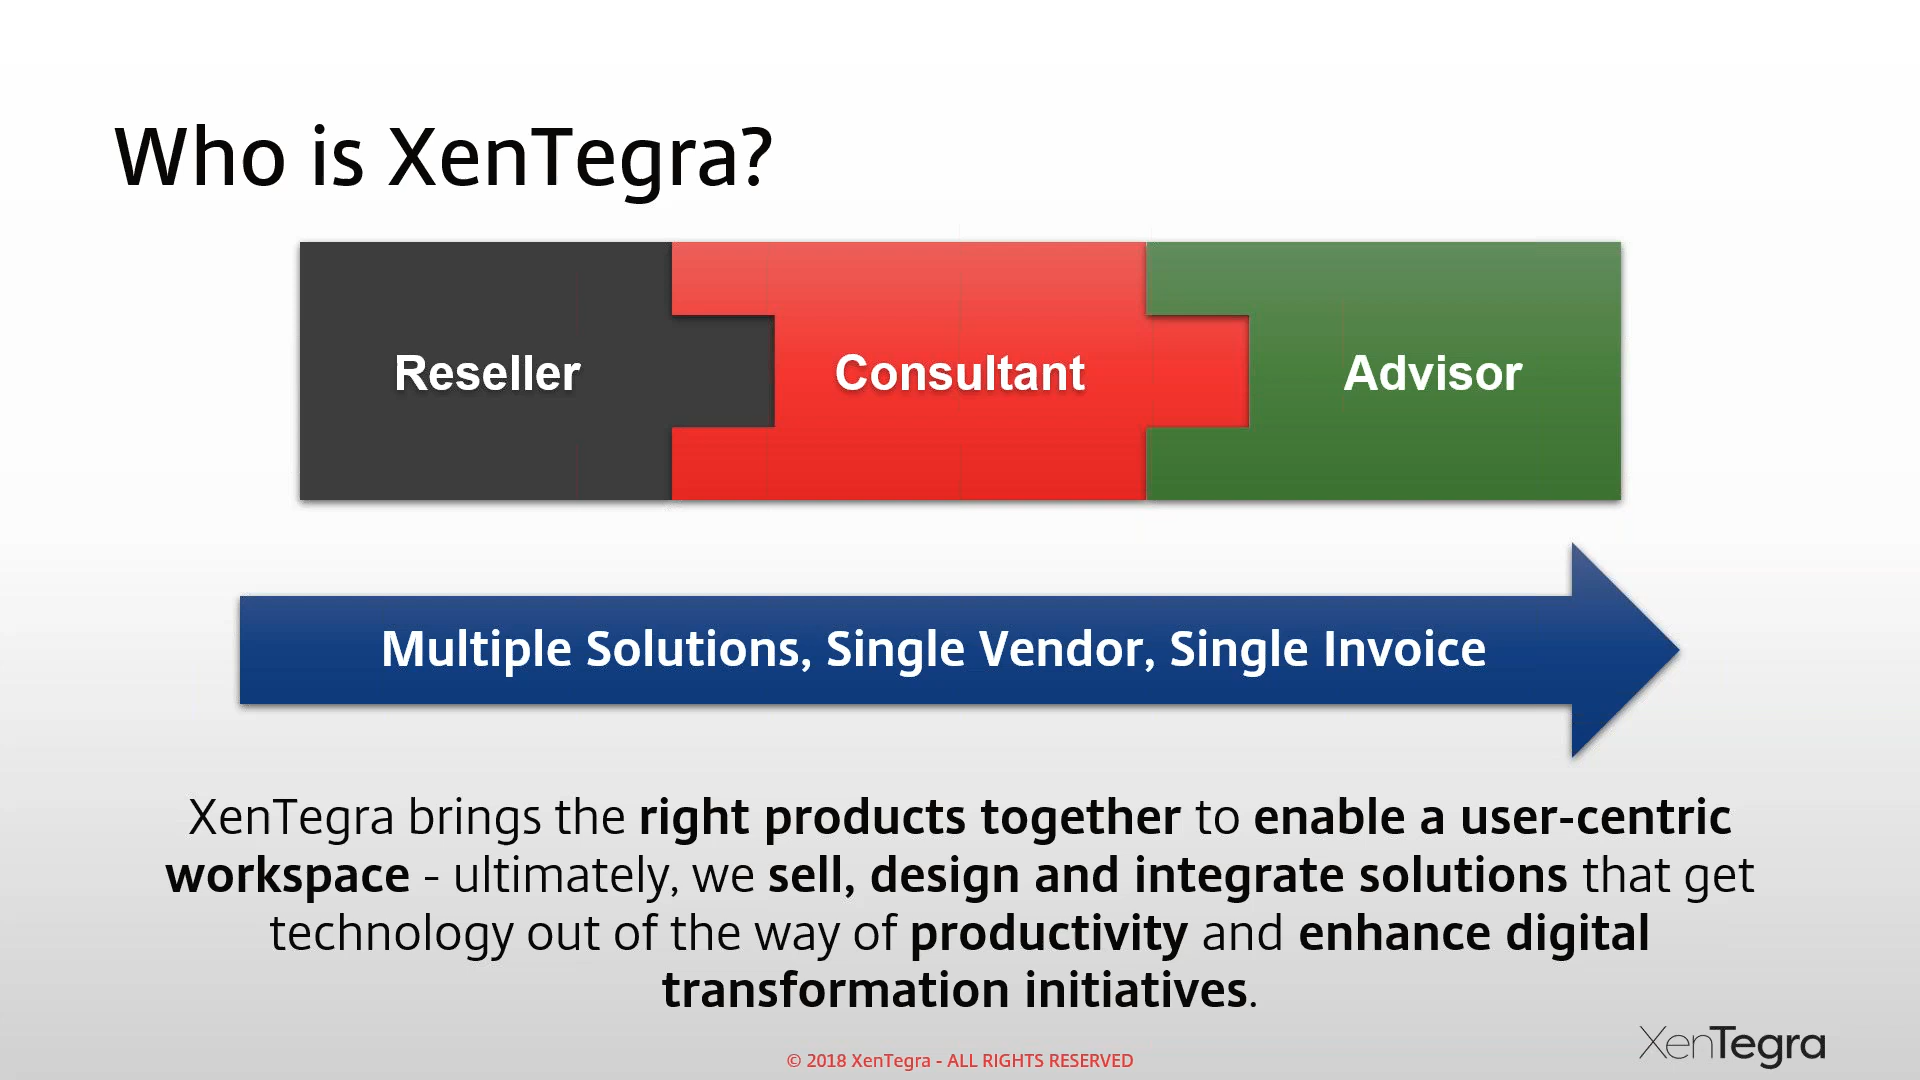 Who is XenTegra?
Reseller
Consultant
Advisor
Multiple Solutions, Single Vendor, Single Invoice
XenTegra brings the right products together to enable a user-centric
workspace - ultimately, we sell, design and integrate solutions that get
technology out of the way of productivity and enhance digital
transformation initiatives.
XenTegra
© 2018 XenTegra - ALL RIGHTS RESERVED